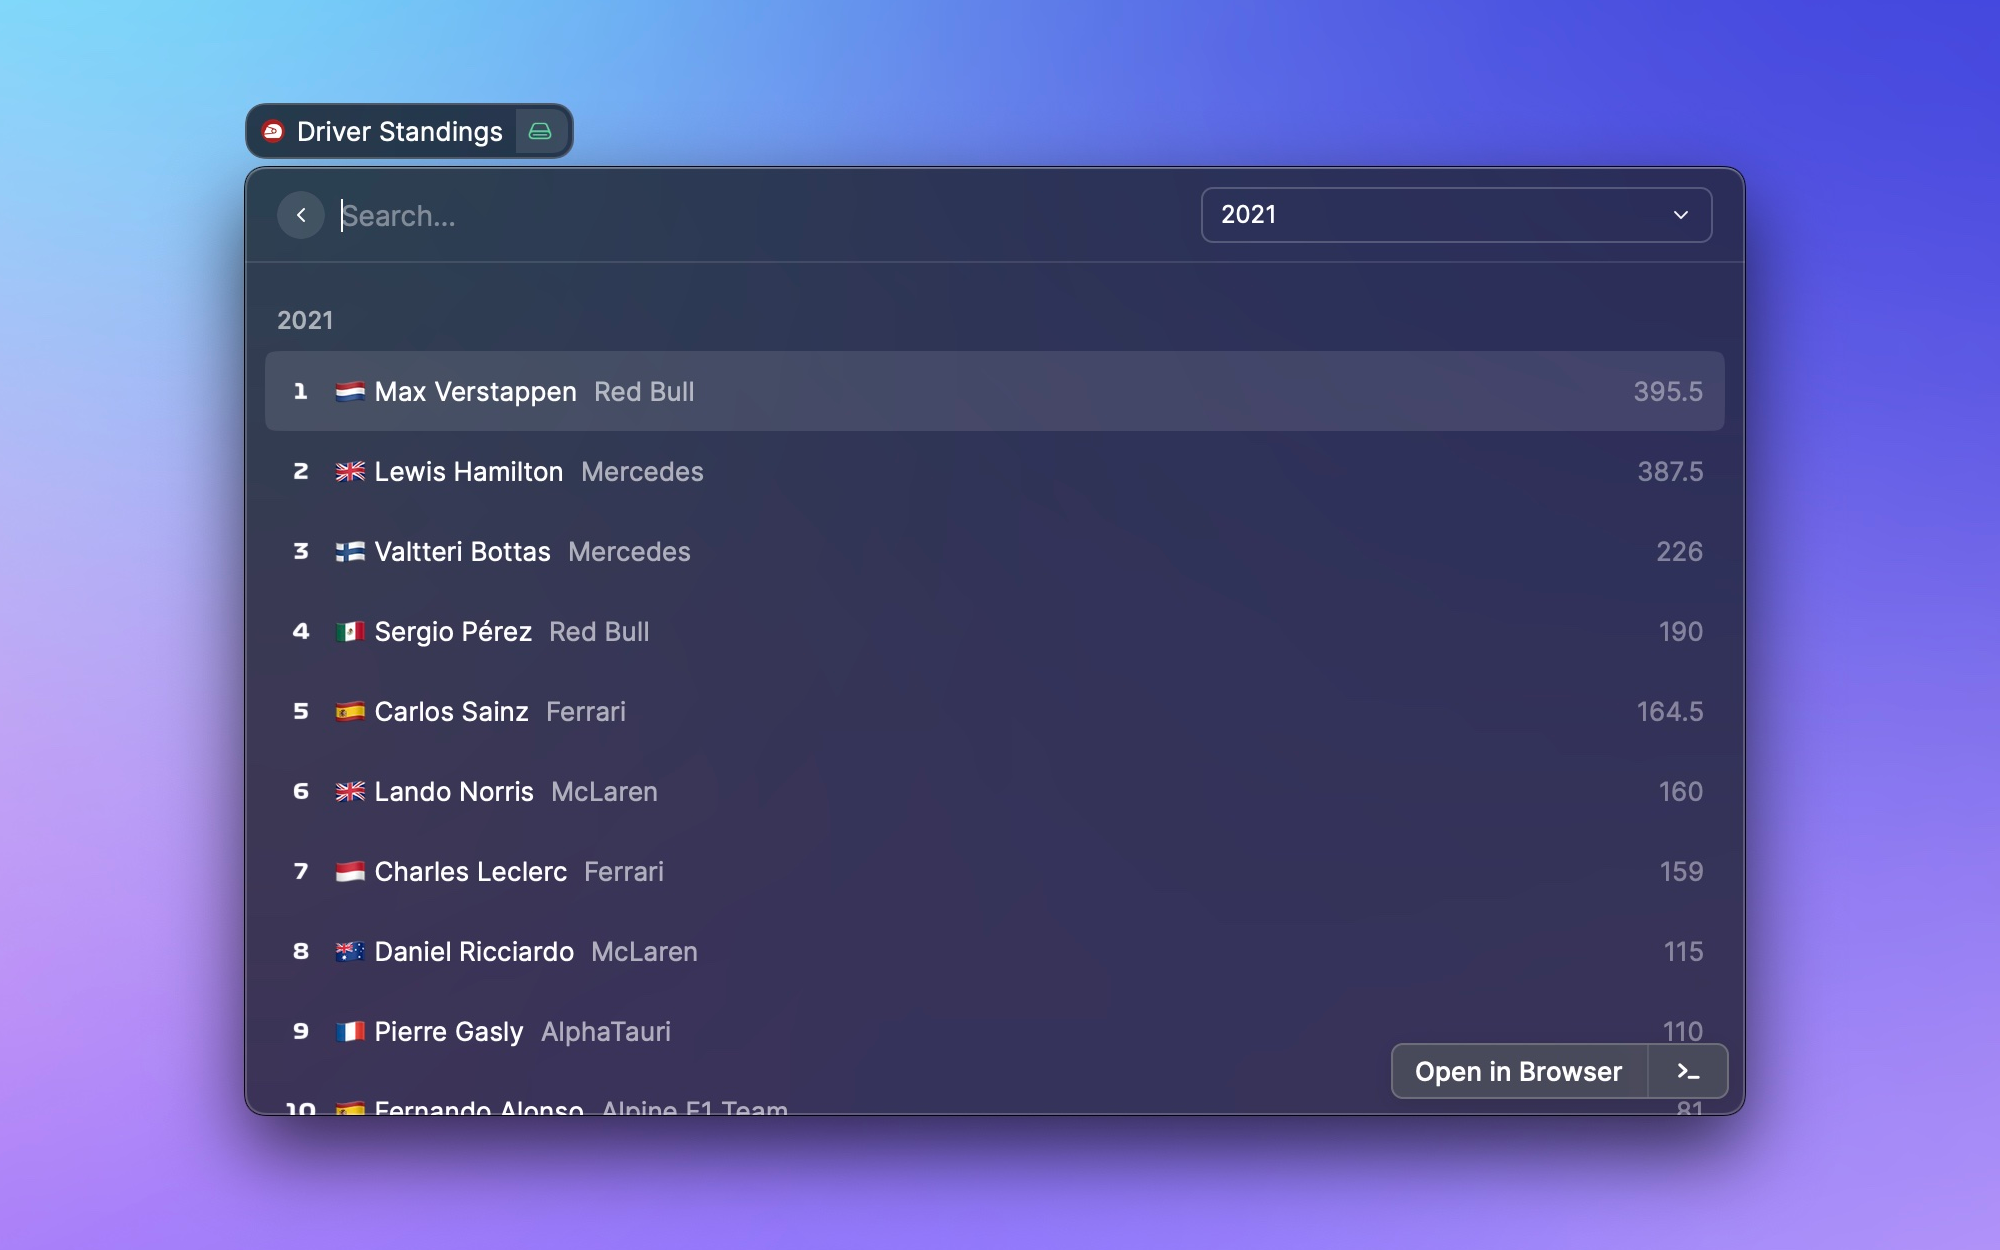 Driver Standings
Search...
2021
2021
1 Max Verstappen Red Bull 395.5
2 Lewis Hamilton Mercedes 387.5
3 Valtteri Bottas Mercedes 226
4 Sergio Pérez Red Bull 190
5 Carlos Sainz Ferrari 164.5
6 Lando Norris McLaren 160
7 Charles Leclerc Ferrari 159
8 Daniel Ricciardo McLaren 115
9 Pierre Gasly AlphaTauri 110
Open in Browser
10 Fernando Alonso Alpine F1 Team 81